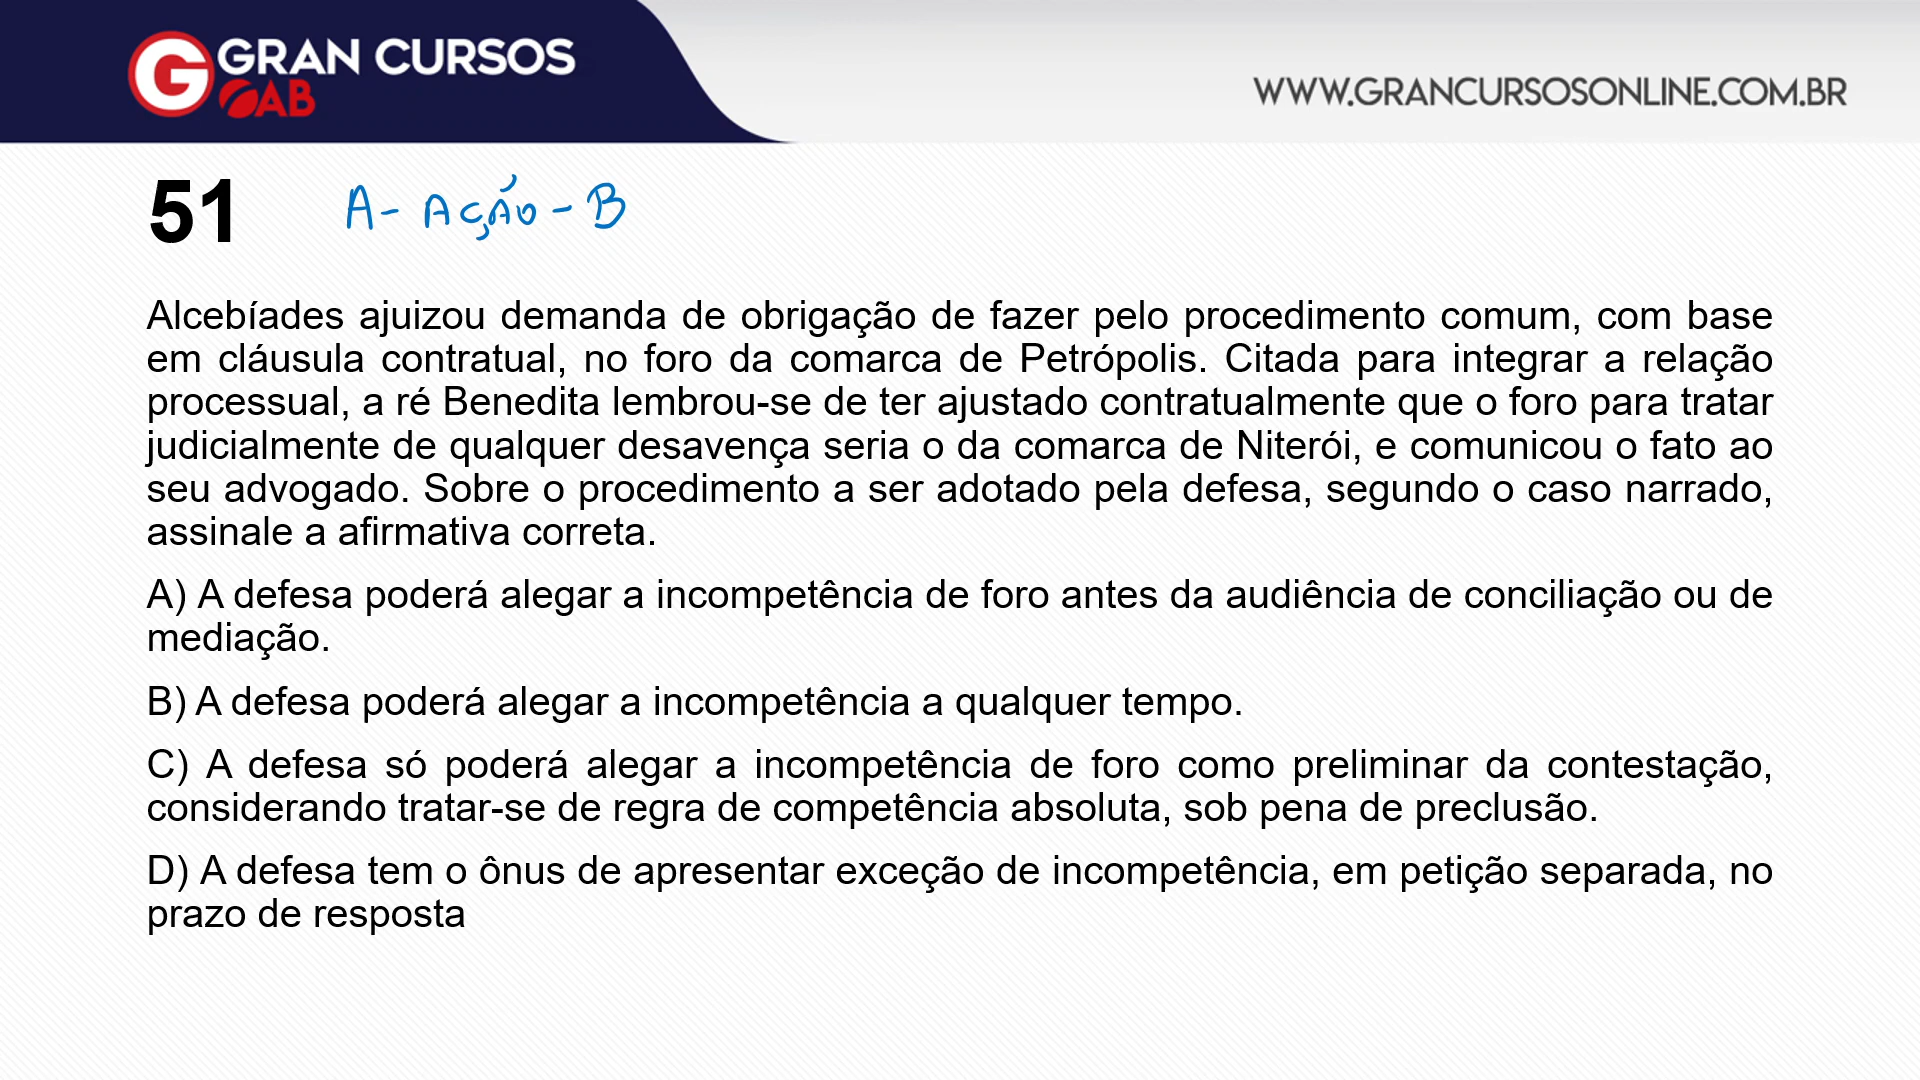 GRAN CURSOS
OAB
WWW.GRANCURSOSONLINE.COM.BR
51
A - AÇÃO - B
Alcebíades ajuizou demanda de obrigação de fazer pelo procedimento comum, com base
em cláusula contratual, no foro da comarca de Petrópolis. Citada para integrar a relação
processual, a ré Benedita lembrou-se de ter ajustado contratualmente que o foro para tratar
judicialmente de qualquer desavença seria o da comarca de Niterói, e comunicou o fato ao
seu advogado. Sobre o procedimento a ser adotado pela defesa, segundo o caso narrado,
assinale a afirmativa correta.
A) A defesa poderá alegar a incompetência de foro antes da audiência de conciliação ou de
mediação.
B) A defesa poderá alegar a incompetência a qualquer tempo.
C) A defesa só poderá alegar a incompetência de foro como preliminar da contestação,
considerando tratar-se de regra de competência absoluta, sob pena de preclusão.
D) A defesa tem o ônus de apresentar exceção de incompetência, em petição separada, no
prazo de resposta